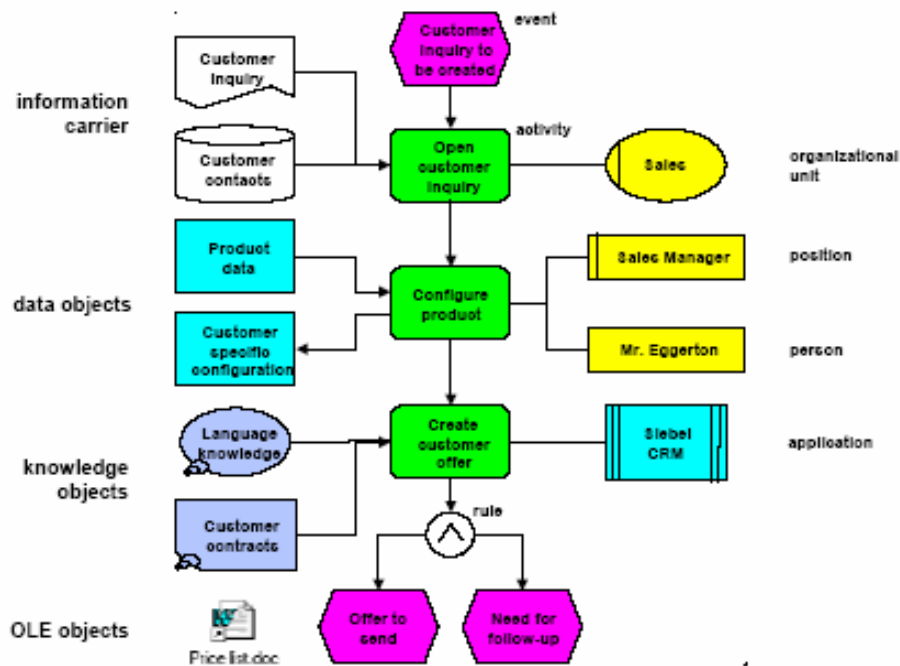 Customer
inquiry to
be created
event
Customer
inquiry
information
carrier
Customer
contacts
activity
Open
customer
inquiry
Sales
organizational
unit
Product
data
Sales Manager
position
data objects
Configure
product
Customer
specific
configuration
Mr. Eggerton
person
Language
knowledge
Create
customer
offer
Siebel
CRM
application
knowledge
objects
Customer
contracts
rule
OLE objects
Price list.doc
Offer to
send
Need for
follow-up